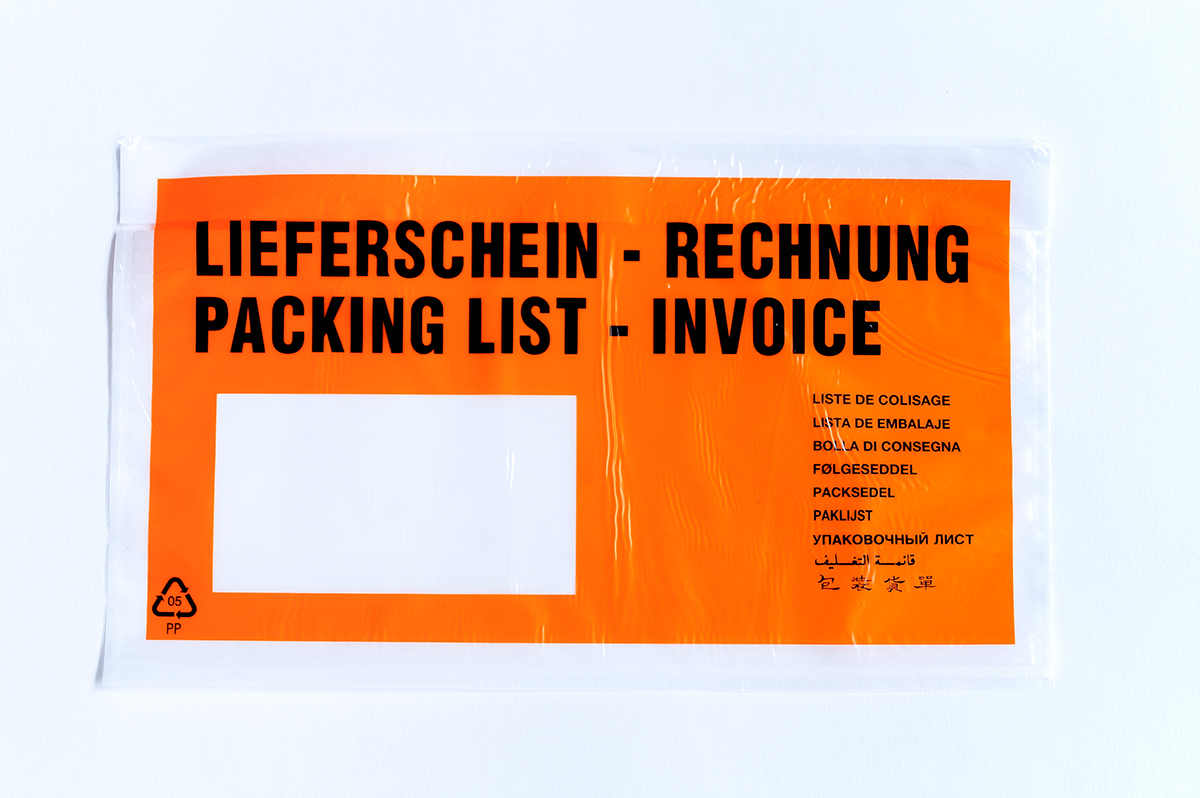 LIEFERSCHEIN - RECHNUNG
PACKING LIST - INVOICE
LISTE DE COLISAGE
LISTA DE EMBALAJE
BOLLA DI CONSEGNA
FØLGESEDDEL
PACKSEDEL
PAKLIJST
УПАКОВОЧНЫЙ ЛИСТ
قائمة التغليف
包裝貨單
05
PP